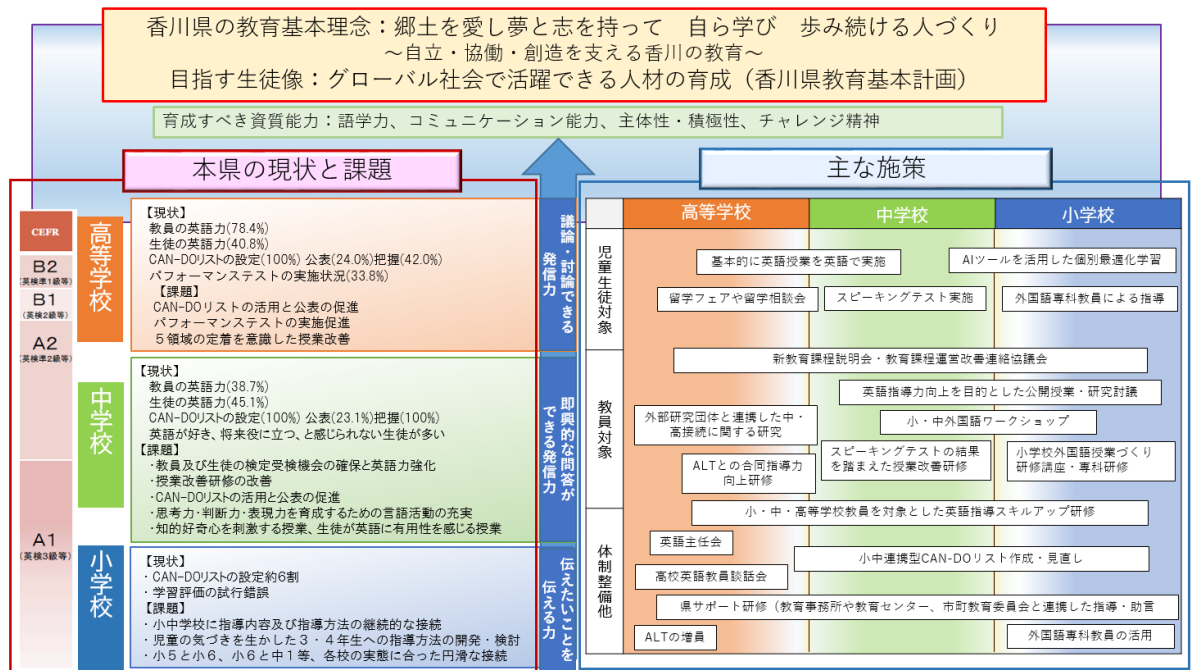 香川県の教育基本理念：郷土を愛し夢と志を持って　自ら学び　歩み続ける人づくり
～自立・協働・創造を支える香川の教育～
目指す生徒像：グローバル社会で活躍できる人材の育成（香川県教育基本計画）
育成すべき資質能力：語学力、コミュニケーション能力、主体性・積極性、チャレンジ精神
本県の現状と課題
CEFR
B2
(英検準1級等)
B1
(英検2級等)
A2
(英検準2級等)
A1
(英検3級等)
高等学校
【現状】
教員の英語力(78.4%)
生徒の英語力(40.8%)
CAN-DOリストの設定(100%) 公表(24.0%)把握(42.0%)
パフォーマンステストの実施状況(33.8%)
【課題】
CAN-DOリストの活用と公表の促進
パフォーマンステストの実施促進
５領域の定着を意識した授業改善
中学校
【現状】
教員の英語力(38.7%)
生徒の英語力(45.1%)
CAN-DOリストの設定(100%) 公表(23.1%)把握(100%)
英語が好き、将来役に立つ、と感じられない生徒が多い
【課題】
・教員及び生徒の検定受検機会の確保と英語力強化
・授業改善研修の改善
・CAN-DOリストの活用と公表の促進
・思考力・判断力・表現力を育成するための言語活動の充実
・知的好奇心を刺激する授業、生徒が英語に有用性を感じる授業
小学校
【現状】
・CAN-DOリストの設定約6割
・学習評価の試行錯誤
【課題】
・小中学校に指導内容及び指導方法の継続的な接続
・児童の気づきを生かした３・４年生への指導方法の開発・検討
・小５と小６、小６と中１等、各校の実態に合った円滑な接続
議論・討論できる
発信力
即興的な問答が
できる発信力
伝えたいことを
伝える力
主な施策
高等学校
中学校
小学校
児童生徒対象
基本的に英語授業を英語で実施
AIツールを活用した個別最適化学習
留学フェアや留学相談会
スピーキングテスト実施
外国語専科教員による指導
教員対象
新教育課程説明会・教育課程運営改善連絡協議会
英語指導力向上を目的とした公開授業・研究討議
外部研究団体と連携した中・
高接続に関する研究
小・中外国語ワークショップ
ALTとの合同指導力
向上研修
スピーキングテストの結果
を踏まえた授業改善研修
小学校外国語授業づくり
研修講座・専科研修
小・中・高等学校教員を対象とした英語指導スキルアップ研修
体制整備他
英語主任会
小中連携型CAN-DOリスト作成・見直し
高校英語教員談話会
県サポート研修（教育事務所や教育センター、市町教育委員会と連携した指導・助言
ALTの増員
外国語専科教員の活用